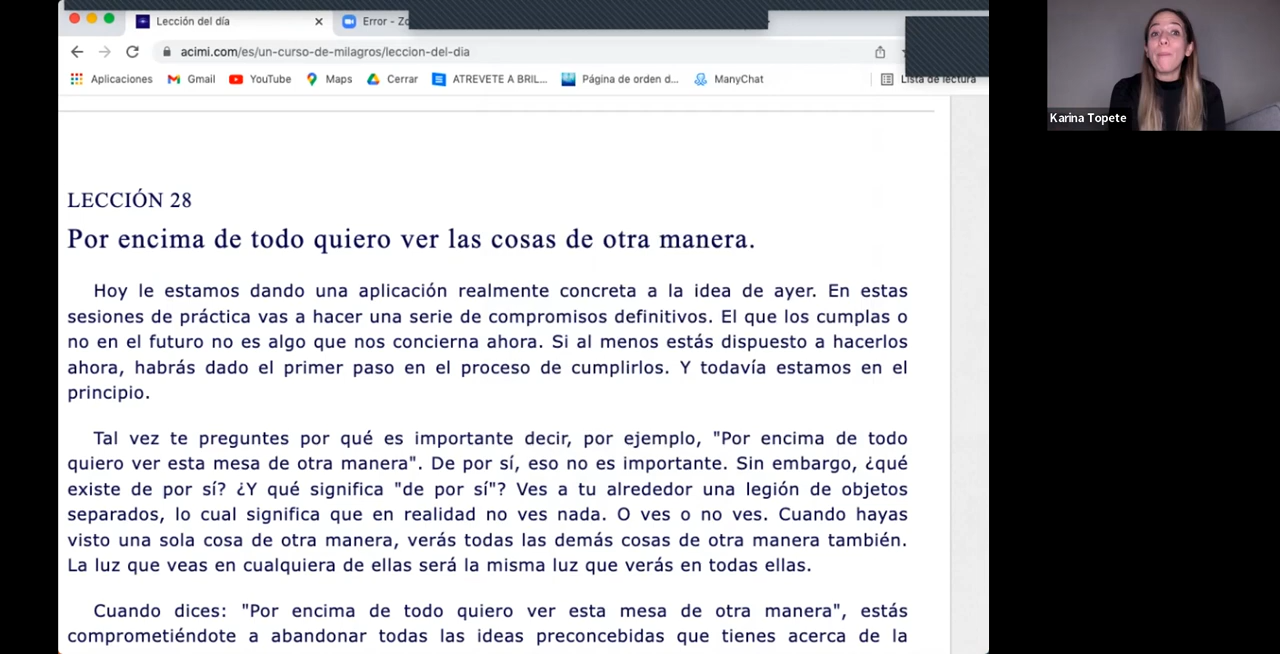 Lección del día
Error - Zo
acimi.com/es/un-curso-de-milagros/leccion-del-dia
Aplicaciones Gmail YouTube Maps Cerrar ATREVETE A BRIL... Página de orden d... ManyChat Lista de lectura
Karina Topete
LECCIÓN 28
Por encima de todo quiero ver las cosas de otra manera.
Hoy le estamos dando una aplicación realmente concreta a la idea de ayer. En estas
sesiones de práctica vas a hacer una serie de compromisos definitivos. El que los cumplas o
no en el futuro no es algo que nos concierna ahora. Si al menos estás dispuesto a hacerlos
ahora, habrás dado el primer paso en el proceso de cumplirlos. Y todavía estamos en el
principio.
Tal vez te preguntes por qué es importante decir, por ejemplo, "Por encima de todo
quiero ver esta mesa de otra manera". De por sí, eso no es importante. Sin embargo, ¿qué
existe de por sí? ¿Y qué significa "de por sí"? Ves a tu alrededor una legión de objetos
separados, lo cual significa que en realidad no ves nada. O ves o no ves. Cuando hayas
visto una sola cosa de otra manera, verás todas las demás cosas de otra manera también.
La luz que veas en cualquiera de ellas será la misma luz que verás en todas ellas.
Cuando dices: "Por encima de todo quiero ver esta mesa de otra manera", estás
comprometiéndote a abandonar todas las ideas preconcebidas que tienes acerca de la